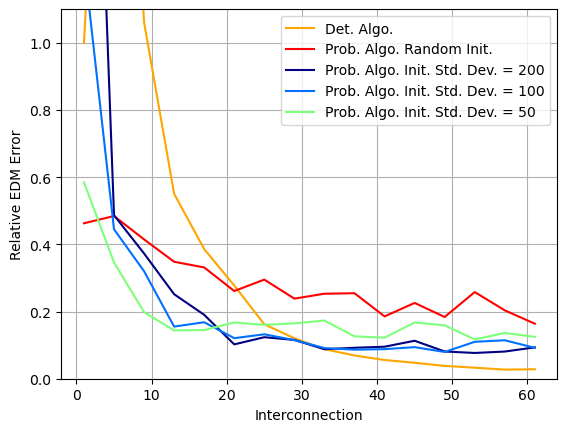 Det. Algo.
Prob. Algo. Random Init.
Prob. Algo. Init. Std. Dev. = 200
Prob. Algo. Init. Std. Dev. = 100
Prob. Algo. Init. Std. Dev. = 50
Relative EDM Error
1.0
0.8
0.6
0.4
0.2
0.0
0 10 20 30 40 50 60
Interconnection